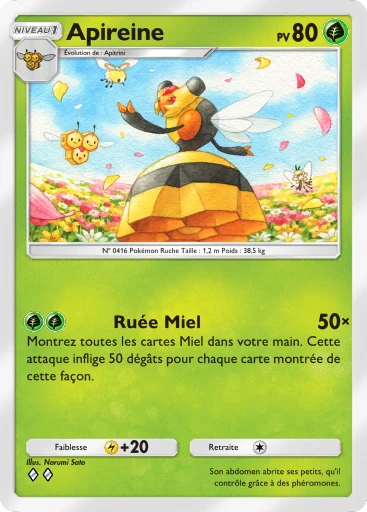 NIVEAU 1
Apireine
PV 80
Évolution de : Apitrini
N° 0416 Pokémon Ruche Taille : 1,2 m Poids : 38,5 kg
Ruée Miel 50×
Montrez toutes les cartes Miel dans votre main. Cette
attaque inflige 50 dégâts pour chaque carte montrée de
cette façon.
Faiblesse +20 Retraite
Illus. Narumi Sato
Son abdomen abrite ses petits, qu'il
contrôle grâce à des phéromones.